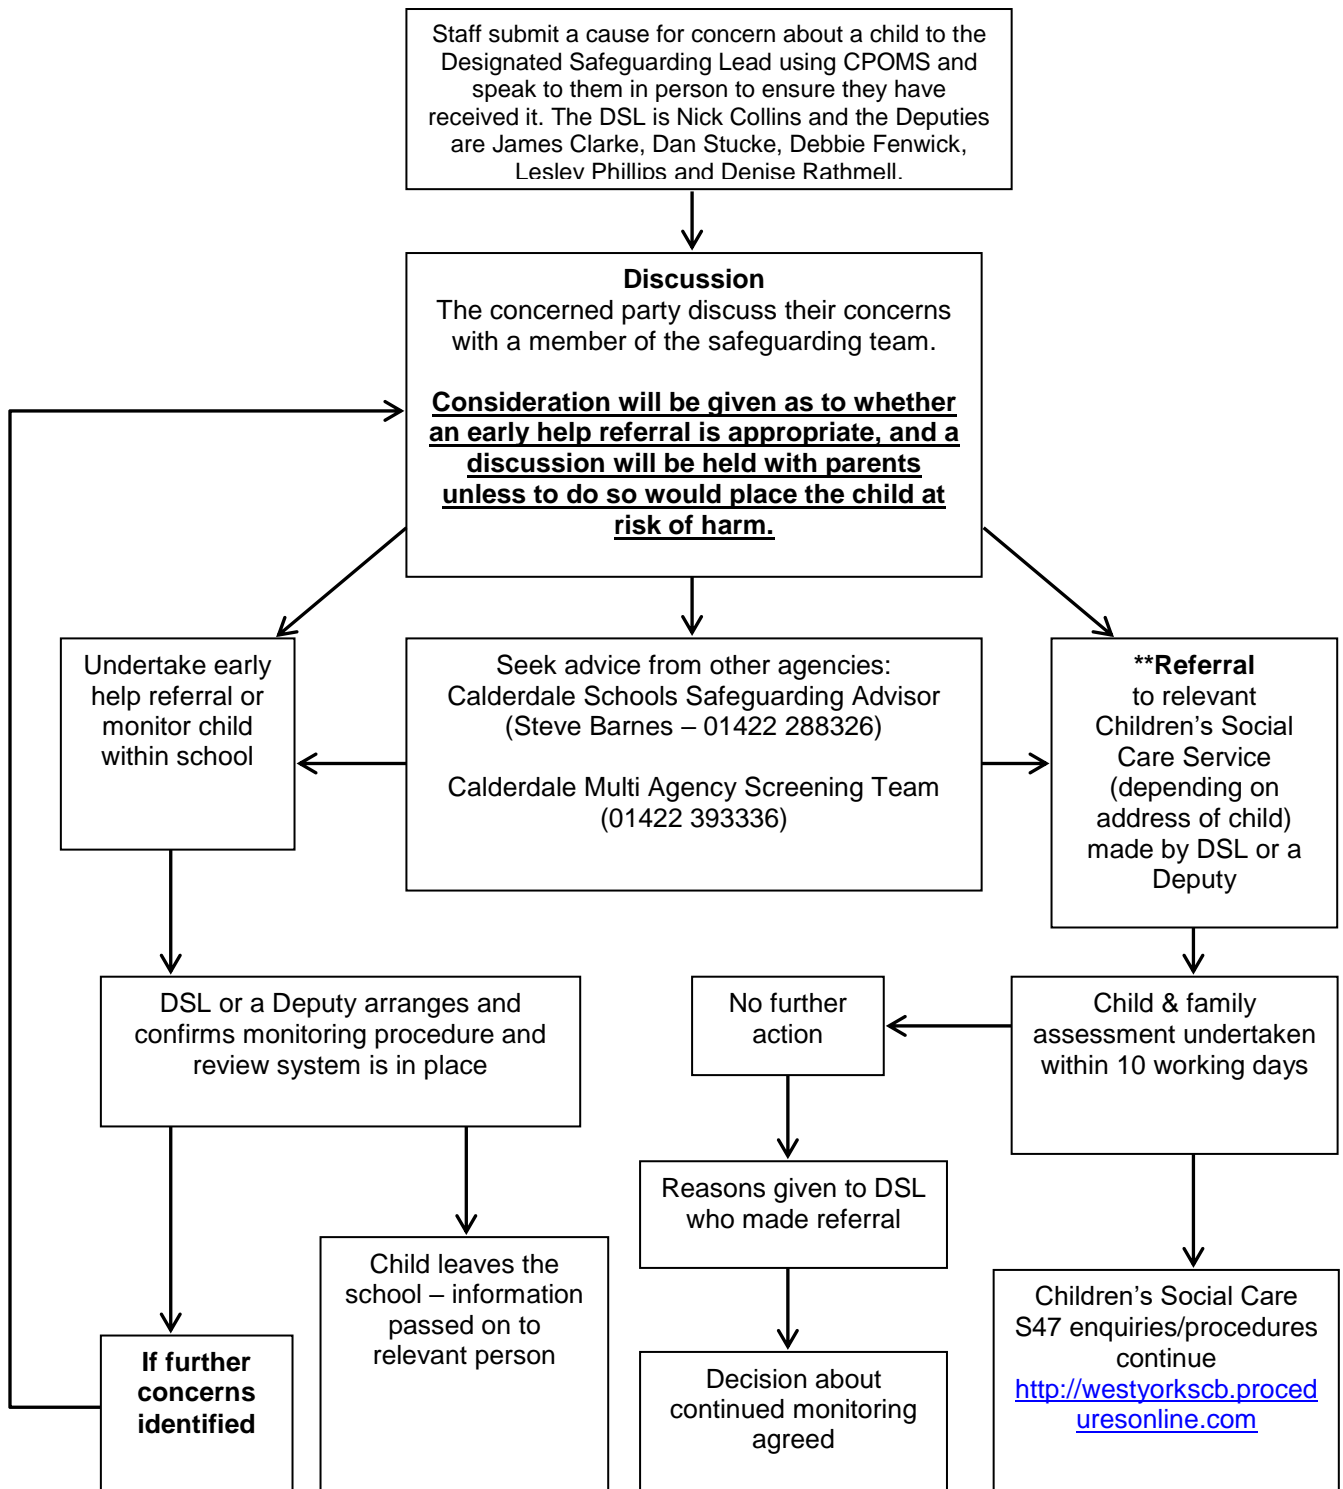 Staff submit a cause for concern about a child to the
Designated Safeguarding Lead using CPOMS and
speak to them in person to ensure they have
received it. The DSL is Nick Collins and the Deputies
are James Clarke, Dan Stucke, Debbie Fenwick,
Lesley Phillips and Denise Rathmell.
Discussion
The concerned party discuss their concerns
with a member of the safeguarding team.
Consideration will be given as to whether
an early help referral is appropriate, and a
discussion will be held with parents
unless to do so would place the child at
risk of harm.
Undertake early
help referral or
monitor child
within school
Seek advice from other agencies:
Calderdale Schools Safeguarding Advisor
(Steve Barnes – 01422 288326)
Calderdale Multi Agency Screening Team
(01422 393336)
**Referral
to relevant
Children’s Social
Care Service
(depending on
address of child)
made by DSL or a
Deputy
DSL or a Deputy arranges and
confirms monitoring procedure and
review system is in place
No further
action
Child & family
assessment undertaken
within 10 working days
Reasons given to DSL
who made referral
If further
concerns
identified
Child leaves the
school – information
passed on to
relevant person
Decision about
continued monitoring
agreed
Children’s Social Care
S47 enquiries/procedures
continue
http://westyorkscb.proced
uresonline.com